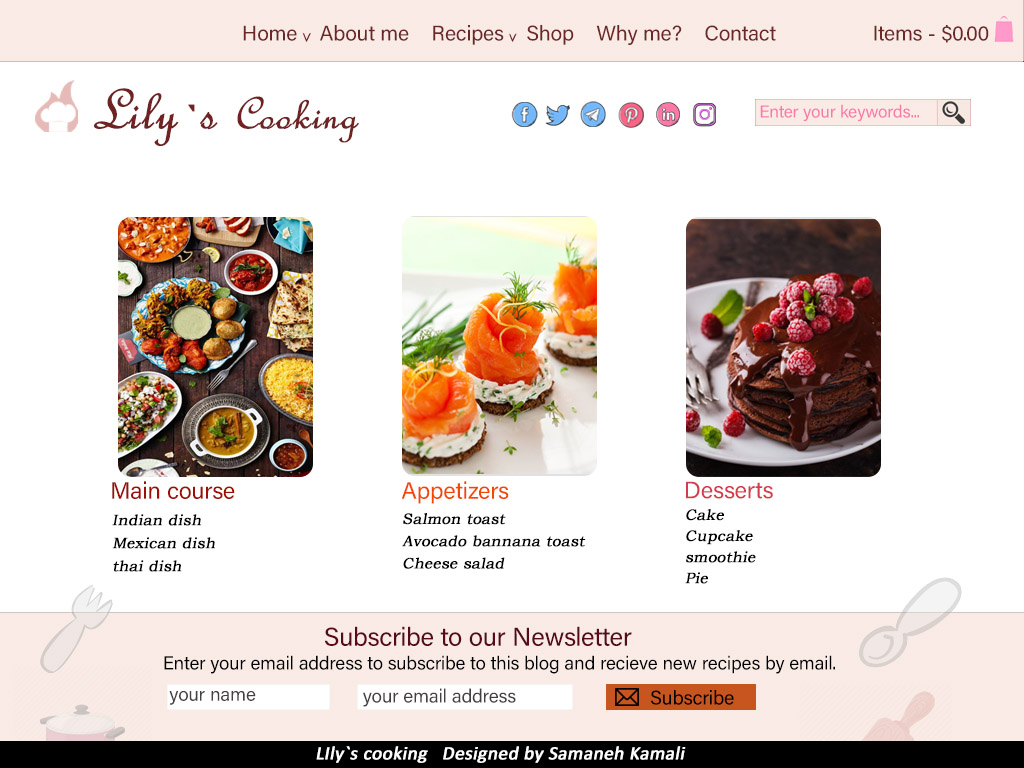 Home v About me Recipes v Shop Why me? Contact Items - $0.00
Lily`s Cooking
Enter your keywords...
Main course
Indian dish
Mexican dish
thai dish
Appetizers
Salmon toast
Avocado bannana toast
Cheese salad
Desserts
Cake
Cupcake
smoothie
Pie
Subscribe to our Newsletter
Enter your email address to subscribe to this blog and recieve new recipes by email.
your name your email address Subscribe
LIly`s cooking Designed by Samaneh Kamali